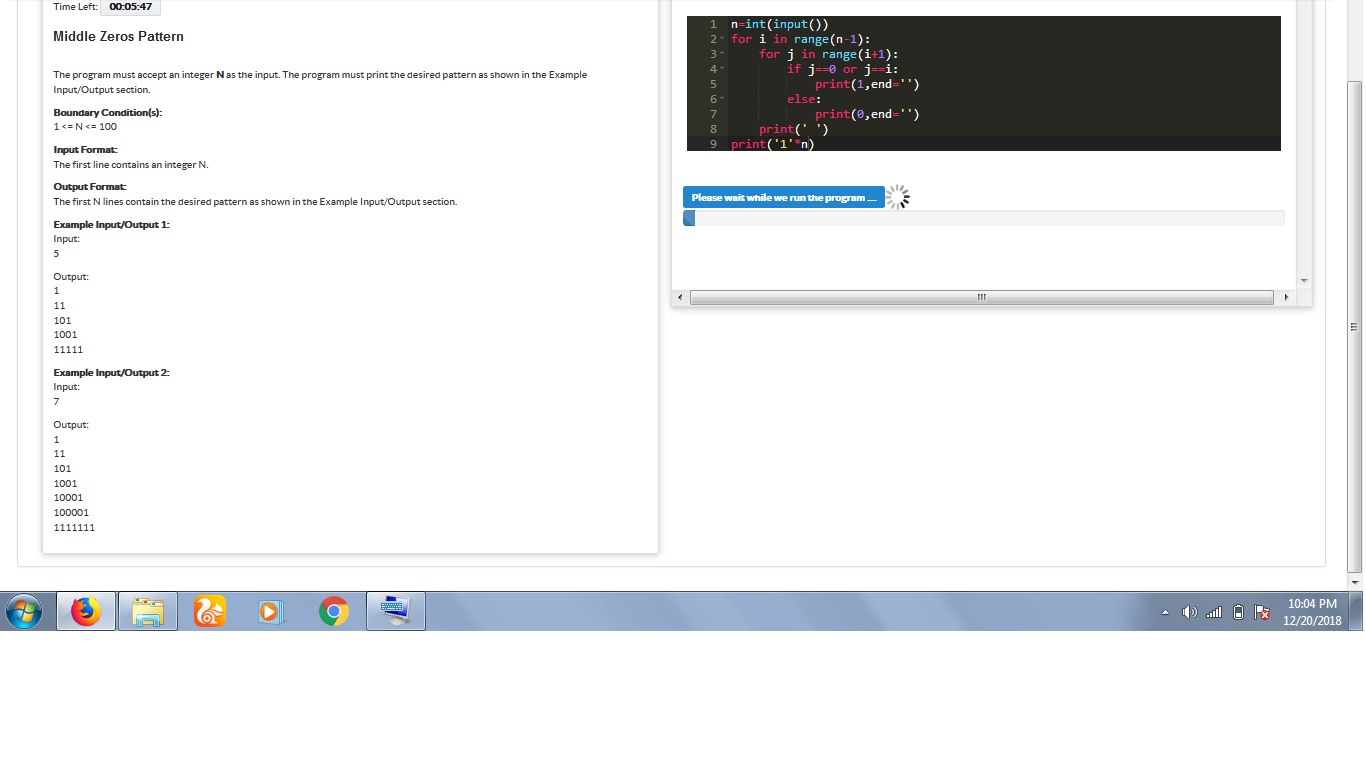 Time Left: 00:05:47
Middle Zeros Pattern
The program must accept an integer N as the input. The program must print the desired pattern as shown in the Example
Input/Output section.
Boundary Condition(s):
1 <= N <= 100
Input Format:
The first line contains an integer N.
Output Format:
The first N lines contain the desired pattern as shown in the Example Input/Output section.
Example Input/Output 1:
Input:
5
Output:
1
11
101
1001
11111
Example Input/Output 2:
Input:
7
Output:
1
11
101
1001
10001
100001
1111111
1 n=int(input())
2 for i in range(n-1):
3 for j in range(i+1):
4 if j==0 or j==i:
5 print(1,end='')
6 else:
7 print(0,end='')
8 print(' ')
9 print('1'*n)
Please wait while we run the program ....
10:04 PM
12/20/2018